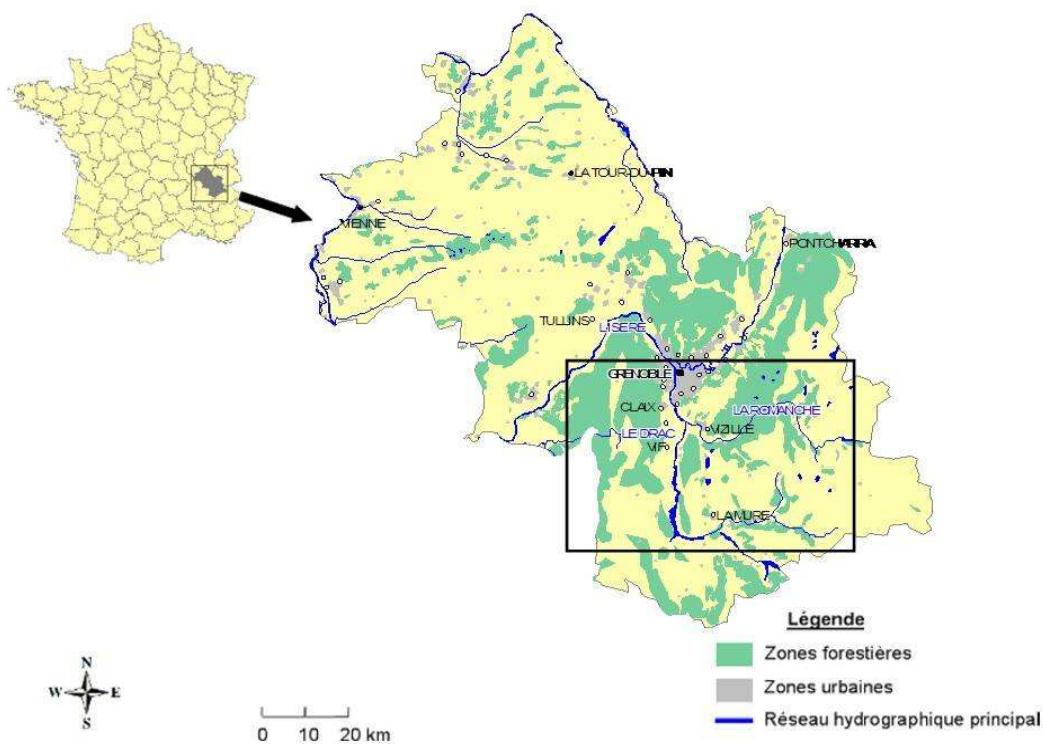 LA TOUR-DU-PIN
VIENNE
PONTCHARRA
TULLINS
L'ISERE
GRENOBLE
CLAIX
LA ROMANCHE
LE DRAC
VIZILLE
VIF
LA MURE
Légende
Zones forestières
Zones urbaines
Réseau hydrographique principal
N
W E
S
0 10 20 km